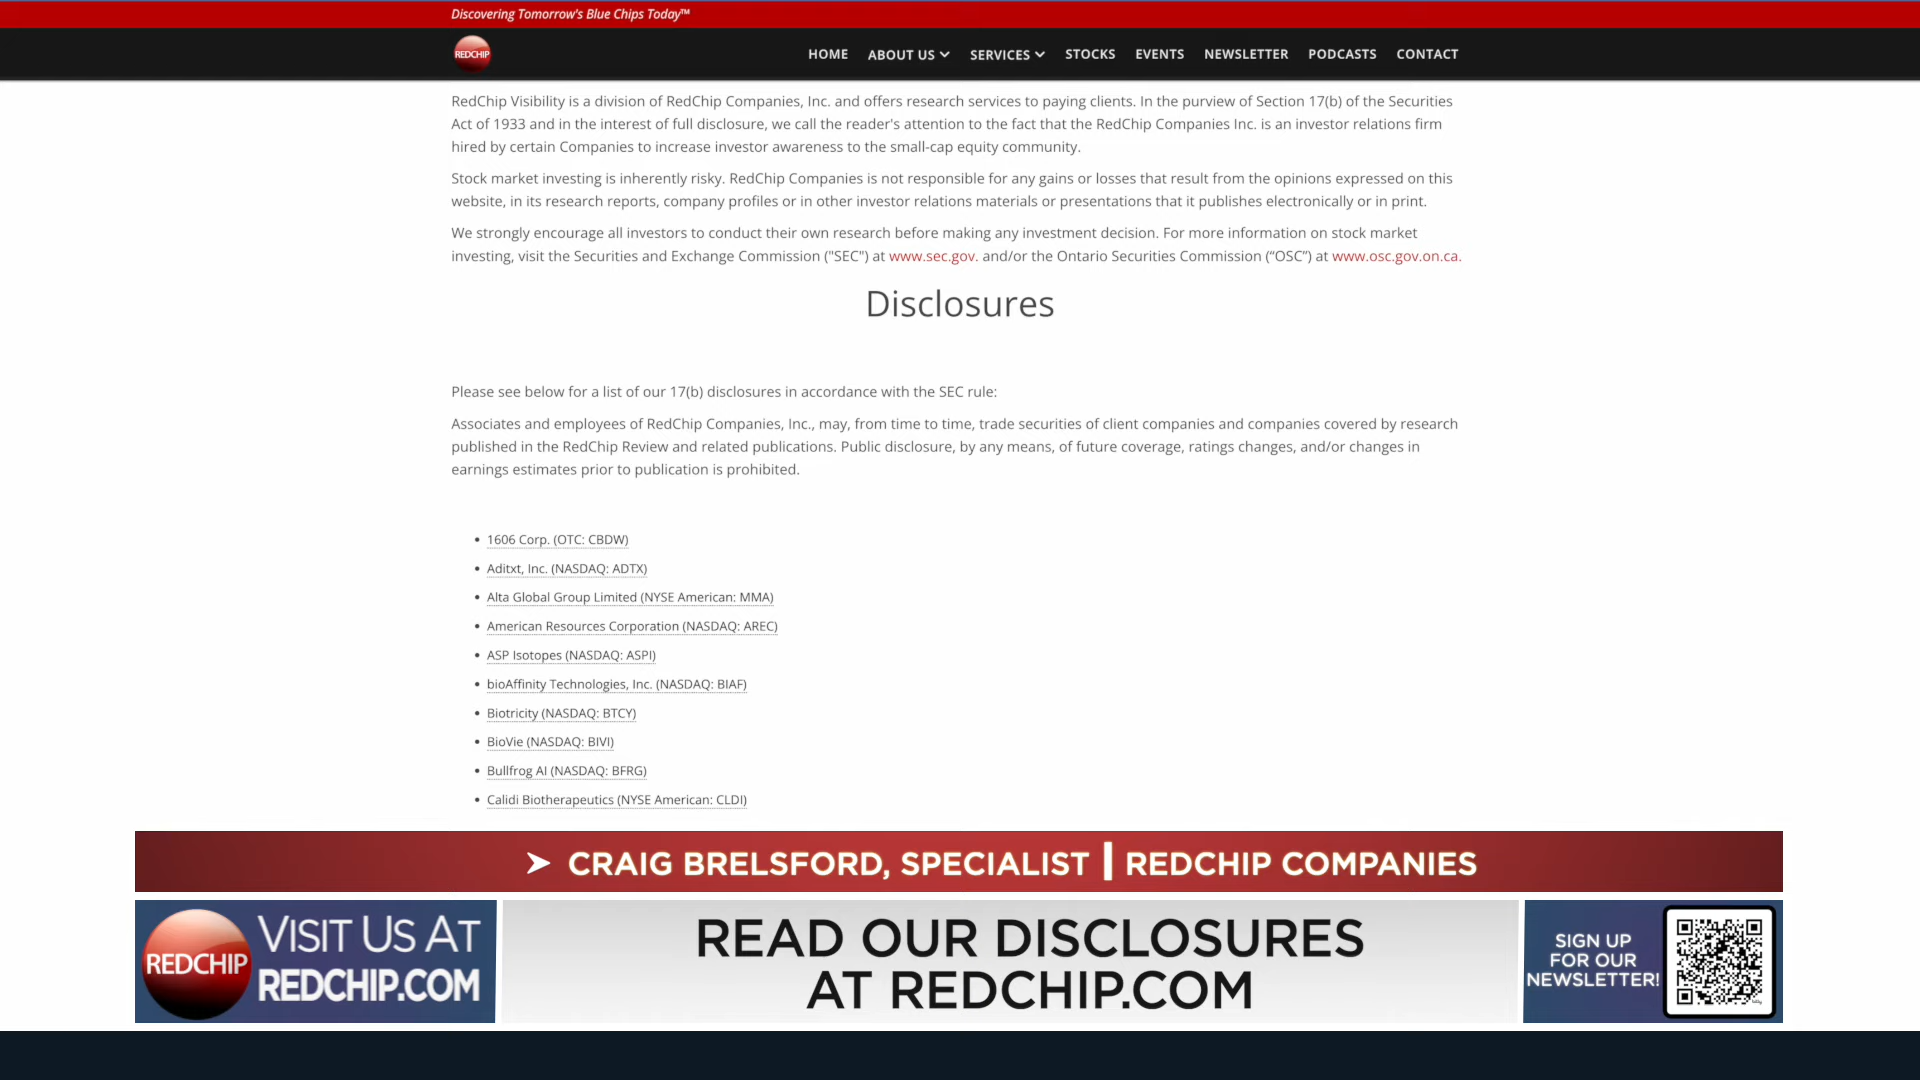 Discovering Tomorrow's Blue Chips Today™
REDCHIP
HOME ABOUT US SERVICES STOCKS EVENTS NEWSLETTER PODCASTS CONTACT
RedChip Visibility is a division of RedChip Companies, Inc. and offers research services to paying clients. In the purview of Section 17(b) of the Securities
Act of 1933 and in the interest of full disclosure, we call the reader's attention to the fact that the RedChip Companies Inc. is an investor relations firm
hired by certain Companies to increase investor awareness to the small-cap equity community.
Stock market investing is inherently risky. RedChip Companies is not responsible for any gains or losses that result from the opinions expressed on this
website, in its research reports, company profiles or in other investor relations materials or presentations that it publishes electronically or in print.
We strongly encourage all investors to conduct their own research before making any investment decision. For more information on stock market
investing, visit the Securities and Exchange Commission ("SEC") at www.sec.gov. and/or the Ontario Securities Commission (“OSC”) at www.osc.gov.on.ca.
Disclosures
Please see below for a list of our 17(b) disclosures in accordance with the SEC rule:
Associates and employees of RedChip Companies, Inc., may, from time to time, trade securities of client companies and companies covered by research
published in the RedChip Review and related publications. Public disclosure, by any means, of future coverage, ratings changes, and/or changes in
earnings estimates prior to publication is prohibited.
• 1606 Corp. (OTC: CBDW)
• Aditxt, Inc. (NASDAQ: ADTX)
• Alta Global Group Limited (NYSE American: MMA)
• American Resources Corporation (NASDAQ: AREC)
• ASP Isotopes (NASDAQ: ASPI)
• bioAffinity Technologies, Inc. (NASDAQ: BIAF)
• Biotricity (NASDAQ: BTCY)
• BioVie (NASDAQ: BIVI)
• Bullfrog AI (NASDAQ: BFRG)
• Calidi Biotherapeutics (NYSE American: CLDI)
➤ CRAIG BRELSFORD, SPECIALIST | REDCHIP COMPANIES
REDCHIP
VISIT US AT
REDCHIP.COM
READ OUR DISCLOSURES
AT REDCHIP.COM
SIGN UP
FOR OUR
NEWSLETTER!